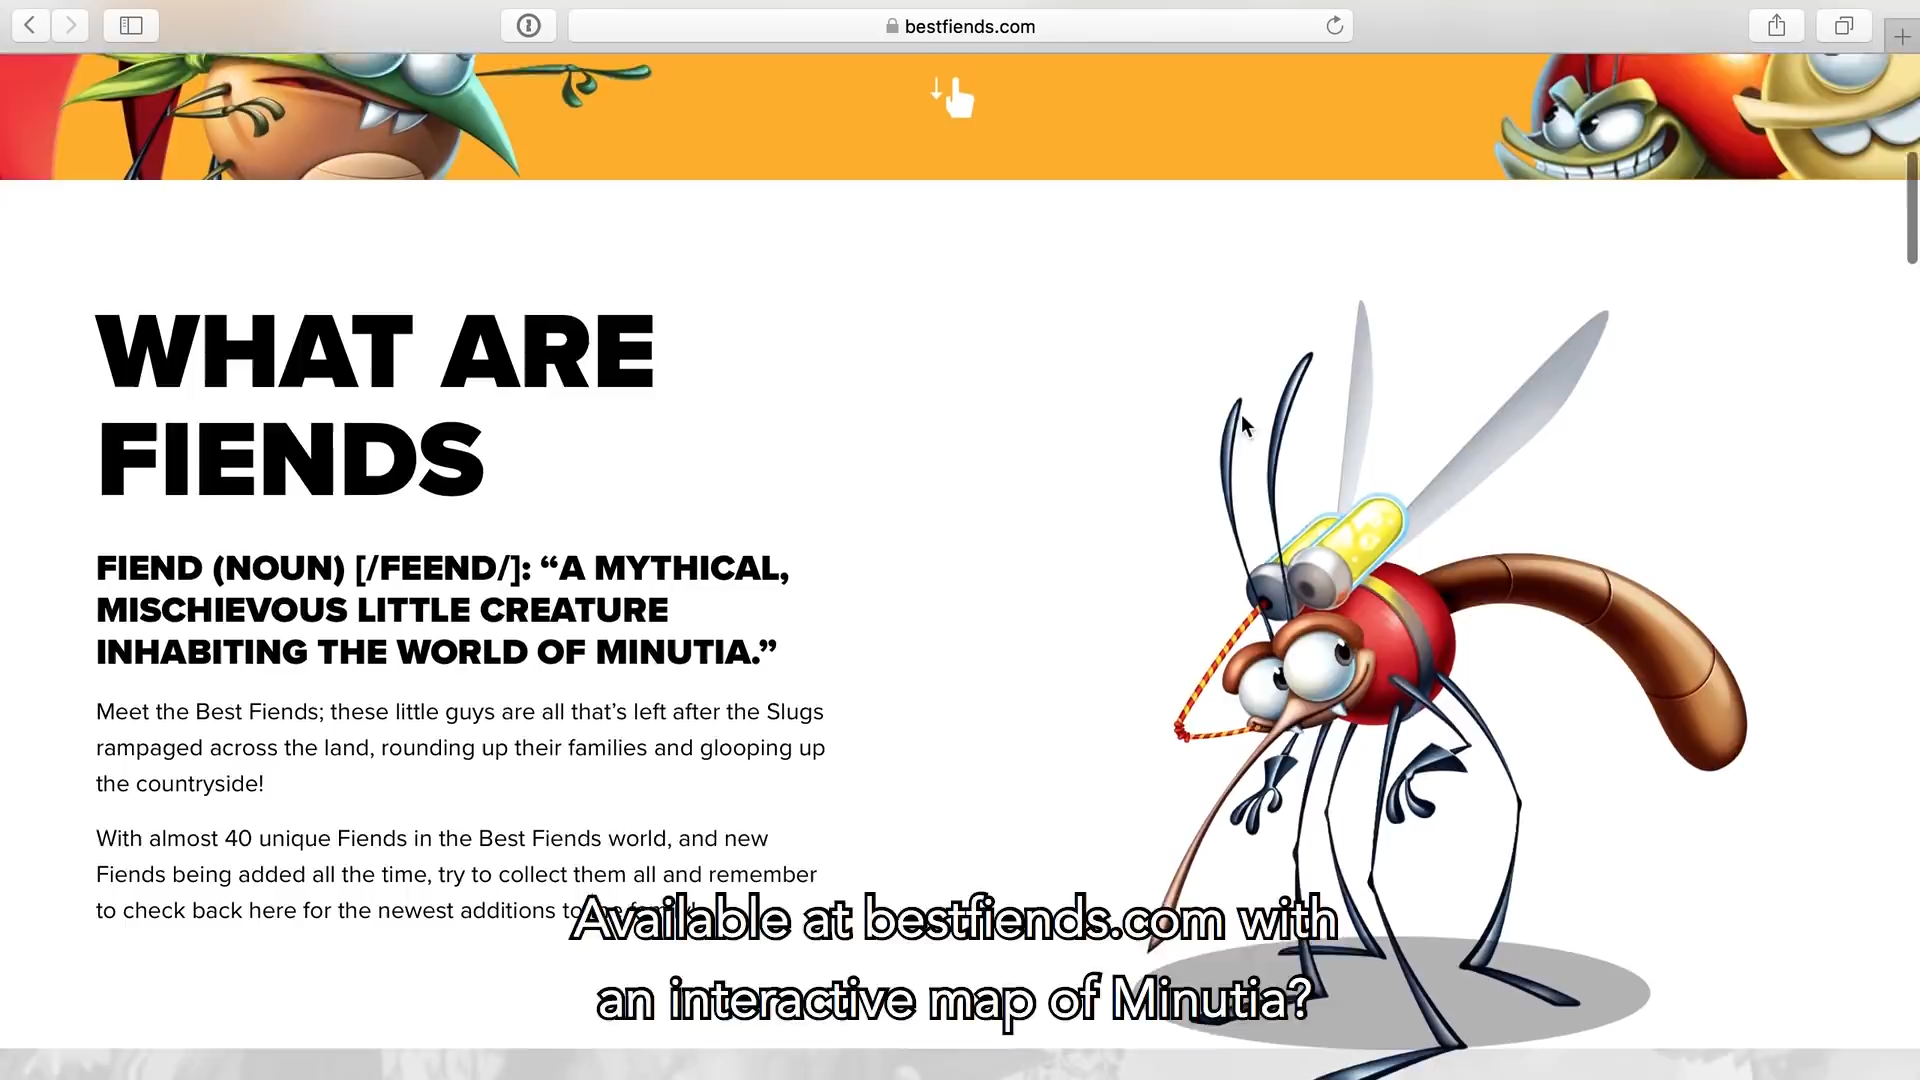 bestfiends.com
WHAT ARE
FIENDS
FIEND (NOUN) [/FEEND/]: “A MYTHICAL,
MISCHIEVOUS LITTLE CREATURE
INHABITING THE WORLD OF MINUTIA.”
Meet the Best Fiends; these little guys are all that’s left after the Slugs
rampaged across the land, rounding up their families and glooping up
the countryside!
With almost 40 unique Fiends in the Best Fiends world, and new
Fiends being added all the time, try to collect them all and remember
to check back here for the newest additions to
Available at bestfiends.com with
an interactive map of Minutia?